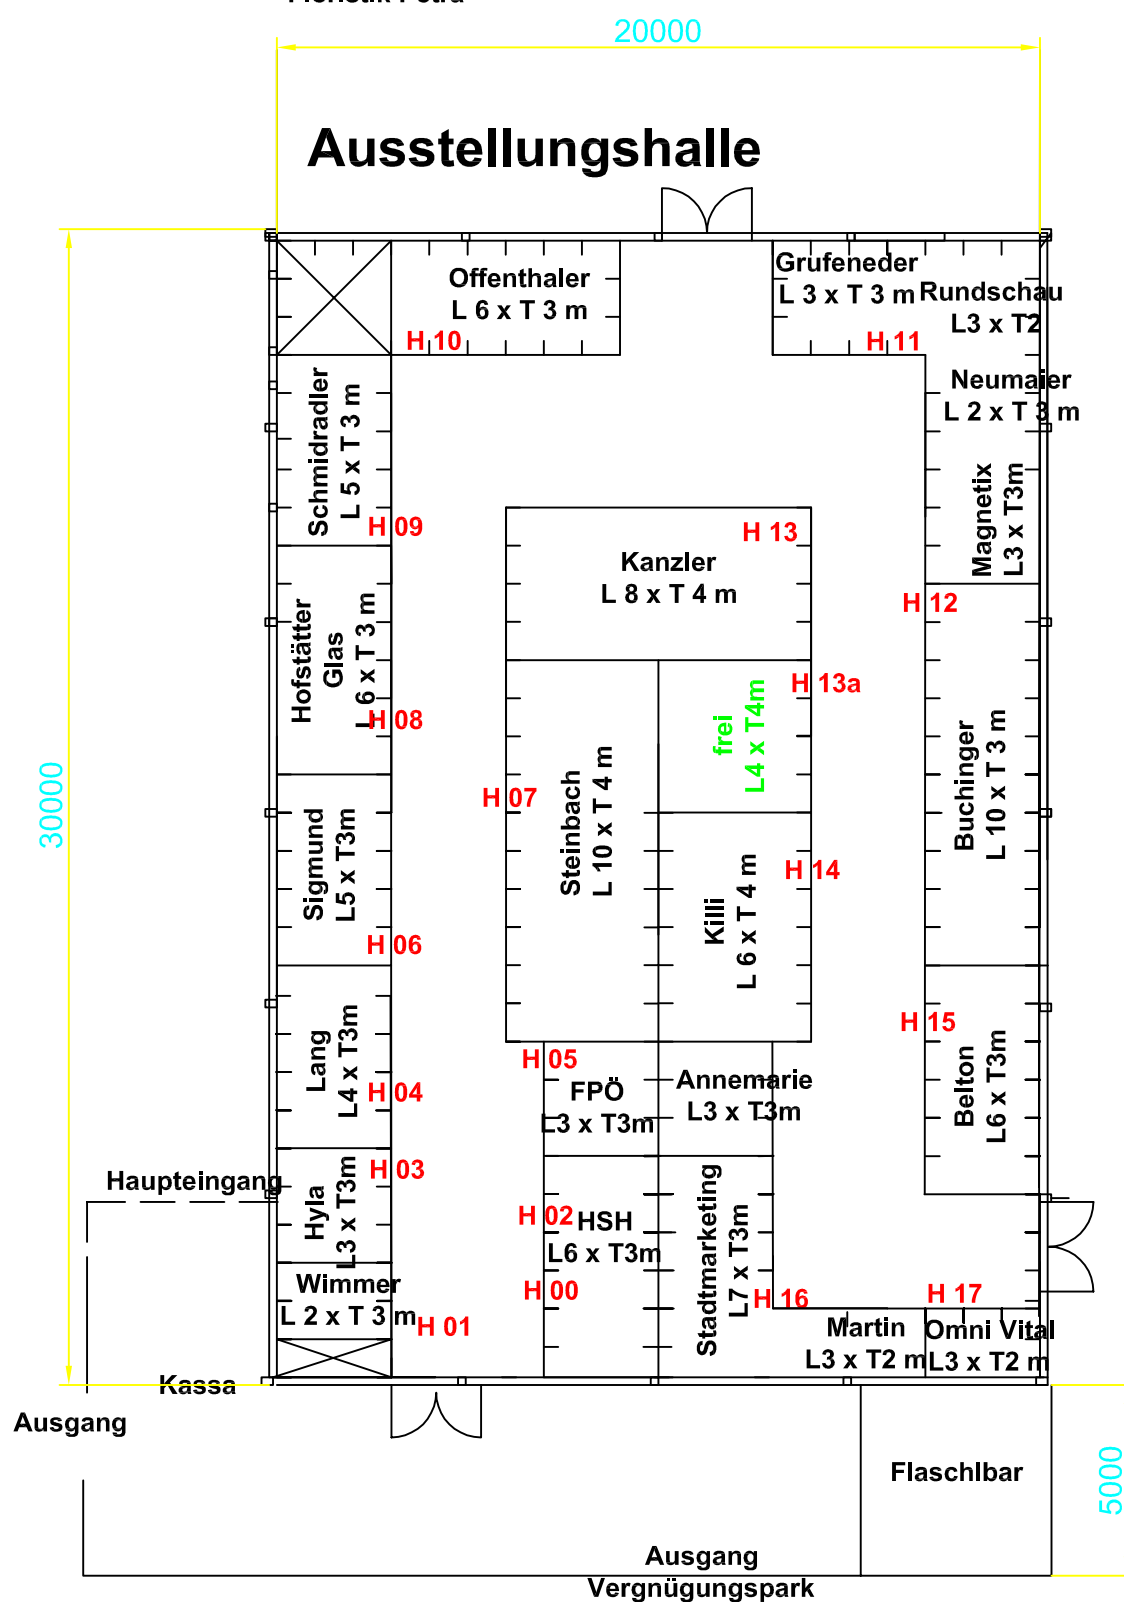 20000
Ausstellungshalle
Offenthaler
L 6 x T 3 m
H 10
Grufeneder
L 3 x T 3 m
Rundschau
L3 x T2
H 11
Neumaier
L 2 x T 3 m
Schmidradler
L 5 x T 3 m
H 09
Magnetix
L3 x T3m
H 13
Kanzler
L 8 x T 4 m
H 12
Hofstätter
Glas
L 6 x T 3 m
H 08
H 13a
frei
L4 x T4m
30000
H 07
Steinbach
L 10 x T 4 m
Buchinger
L 10 x T 3 m
Sigmund
L5 x T3m
H 06
H 14
Killi
L 6 x T 4 m
Lang
L4 x T3m
H 04
H 15
H 05
FPÖ
L3 x T3m
Annemarie
L3 x T3m
Belton
L6 x T3m
Haupteingang
H 03
Hyla
L3 x T3m
H 02
HSH
L6 x T3m
H 00
Stadtmarketing
L7 x T3m
H 16
H 17
Wimmer
L 2 x T 3 m
H 01
Martin
L3 x T2 m
Omni Vital
L3 x T2 m
Kassa
Ausgang
Flaschlbar
5000
Ausgang
Vergnügungspark